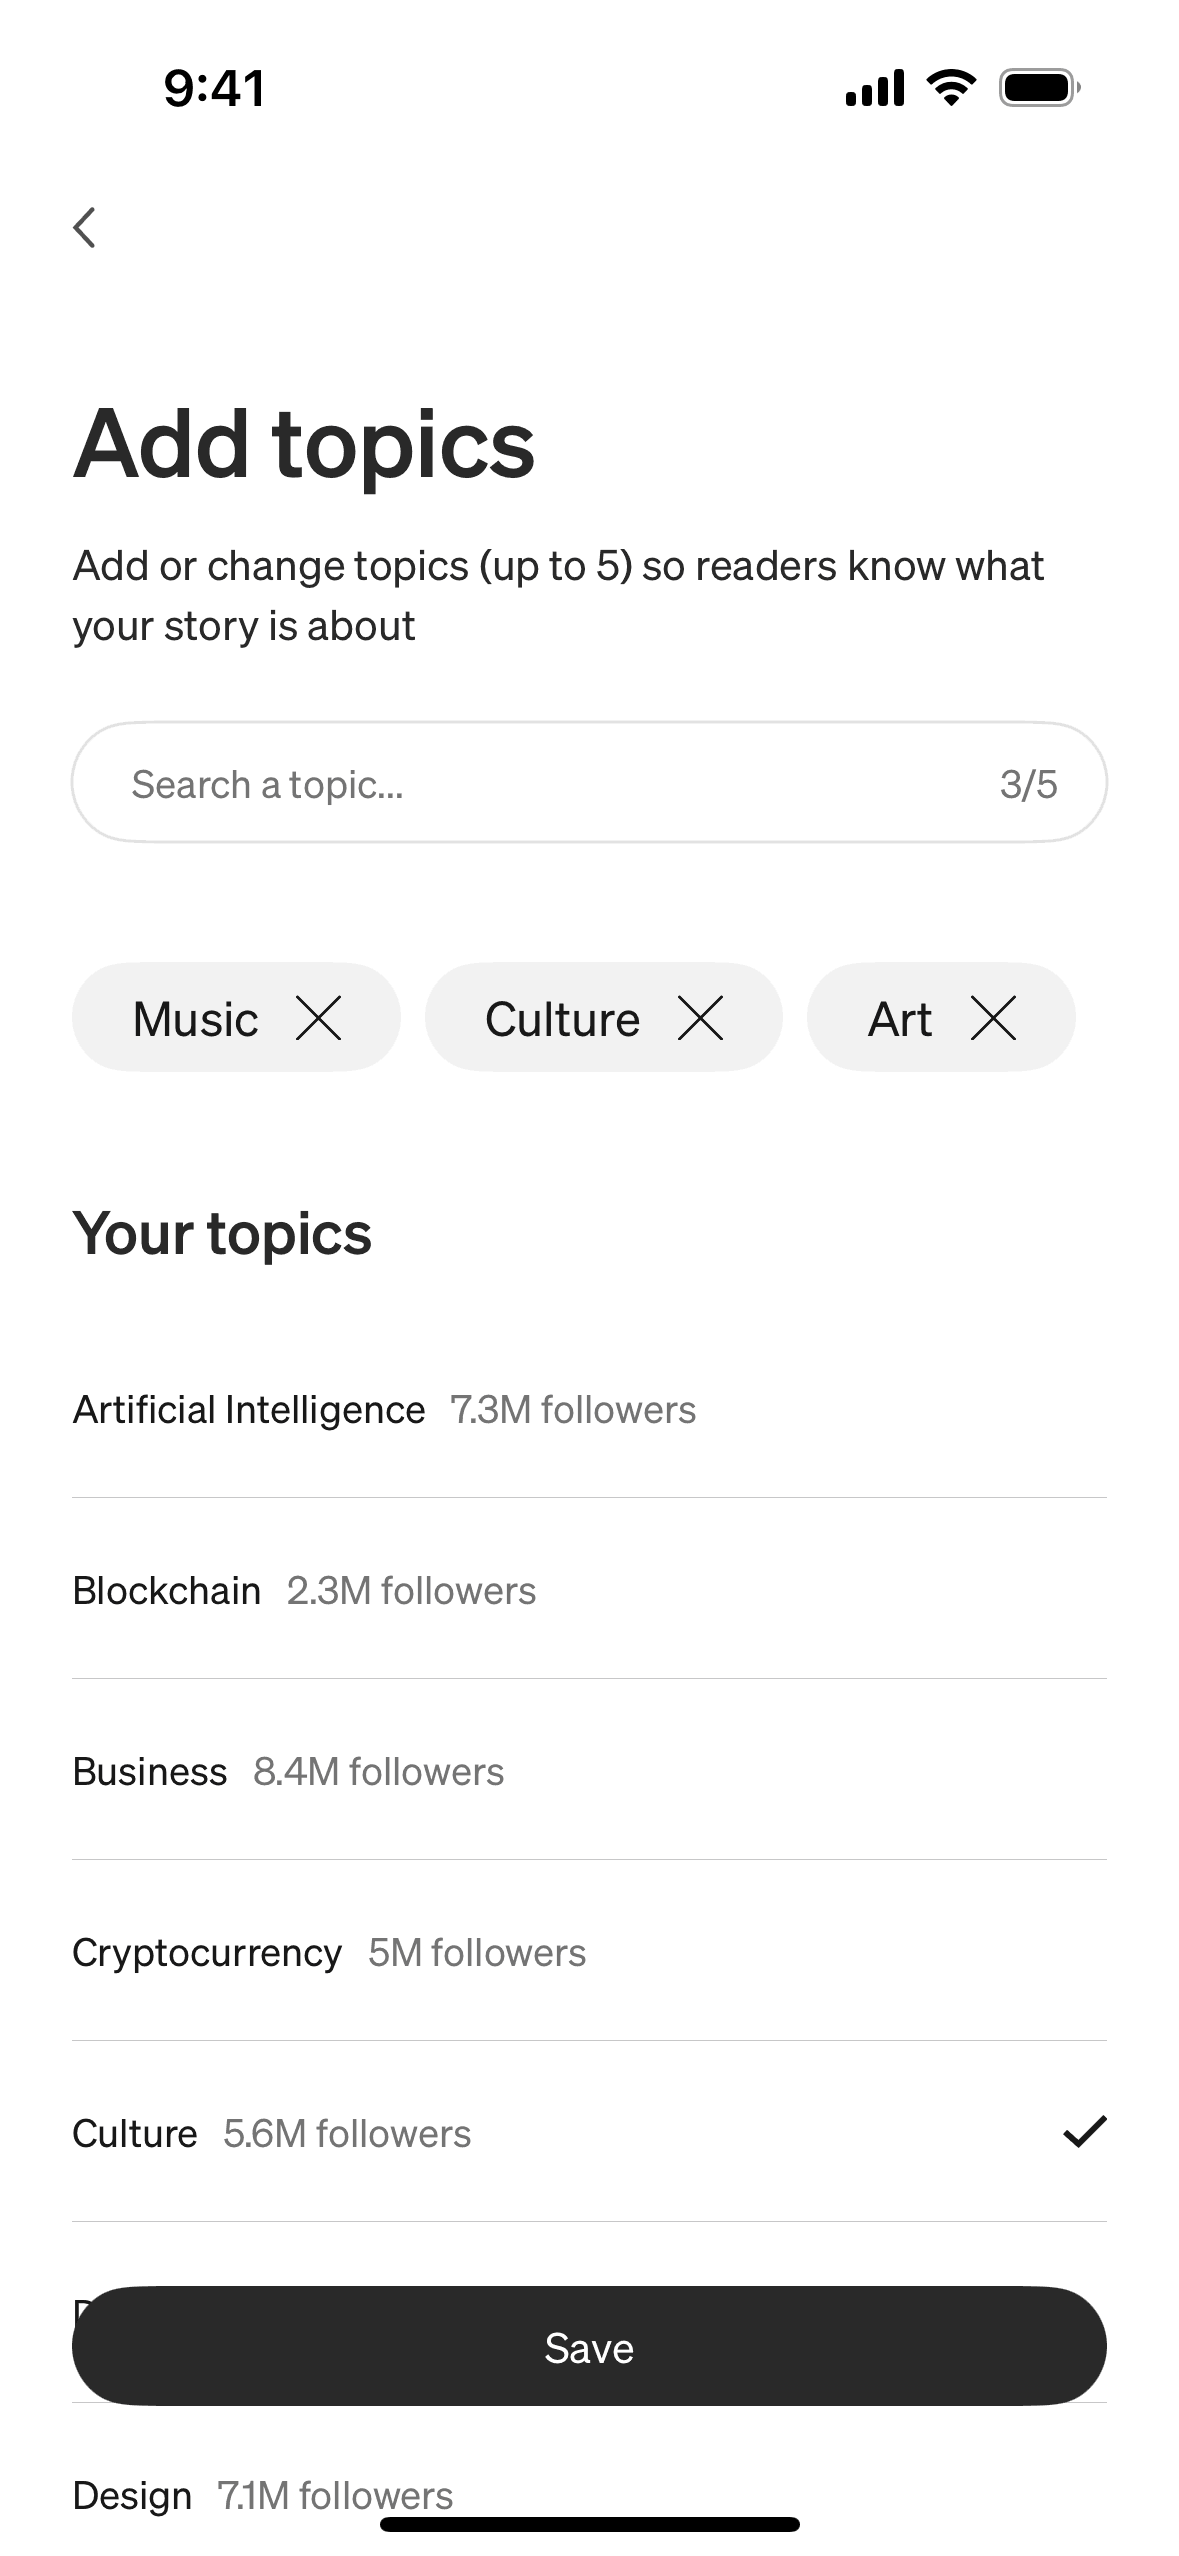 9:41
Add topics
Add or change topics (up to 5) so readers know what
your story is about
Search a topic... 3/5
Music Culture Art
Your topics
Artificial Intelligence 7.3M followers
Blockchain 2.3M followers
Business 8.4M followers
Cryptocurrency 5M followers
Culture 5.6M followers
Save
Design 7.1M followers